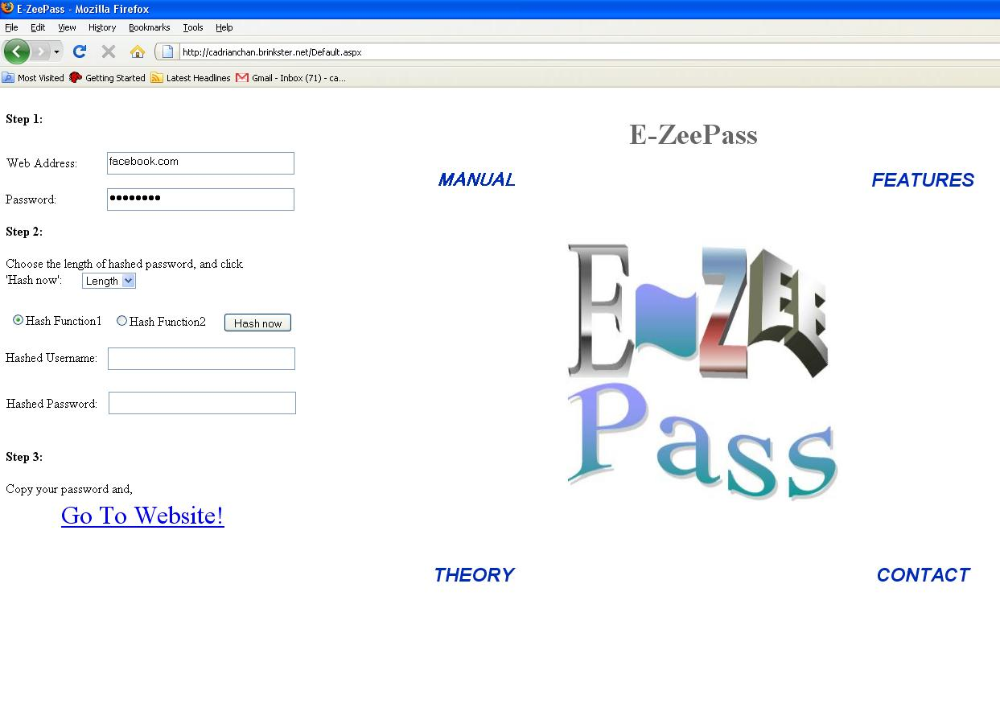 E-ZeePass - Mozilla Firefox
File Edit View History Bookmarks Tools Help
http://cadrianchan.brinkster.net/Default.aspx
Most Visited Getting Started Latest Headlines Gmail - Inbox (71) - ca...
Step 1:
Web Address: facebook.com
Password: ••••••••
Step 2:
Choose the length of hashed password, and click
'Hash now': Length
Hash Function1 Hash Function2 Hash now
Hashed Username:
Hashed Password:
Step 3:
Copy your password and,
Go To Website!
E-ZeePass
MANUAL FEATURES
E~ZEE
Pass
THEORY CONTACT